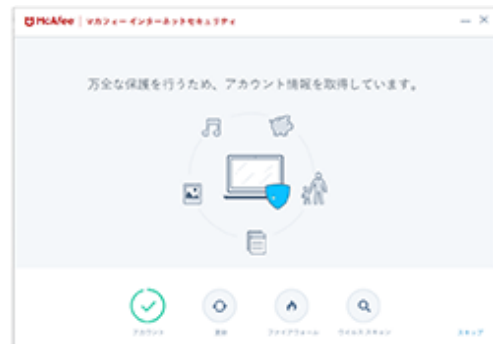 McAfee | マカフィー インターネットセキュリティ
万全な保護を行うため、アカウント情報を取得しています。
アカウント
更新
ファイアウォール
ウイルス スキャン
スキップ